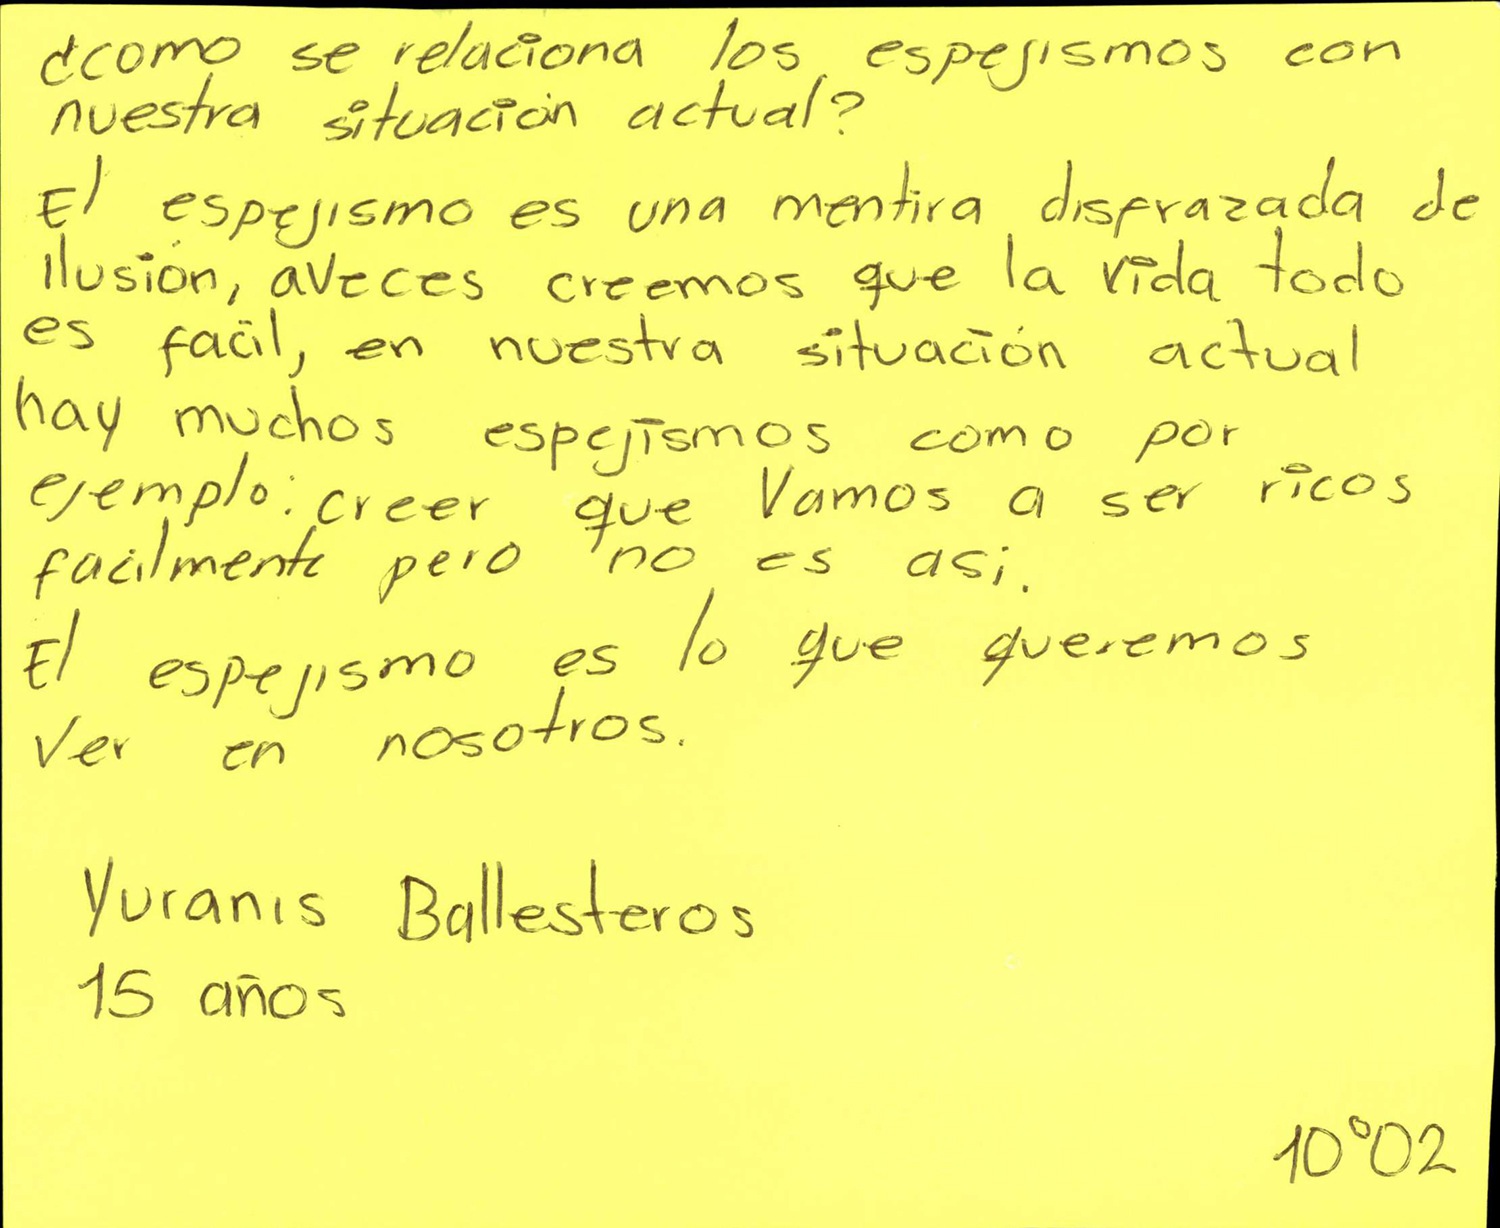 ¿como se relaciona los espejismos con
nuestra situación actual?
El espejismo es una mentira disfrazada de
ilusión, aveces creemos que la vida todo
es facil, en nuestra situación actual
hay muchos espejismos como por
ejemplo: creer que Vamos a ser ricos
facilmente pero no es asi.
El espejismo es lo que queremos
Ver en nosotros.
Yuranis Ballesteros
15 años
10°02